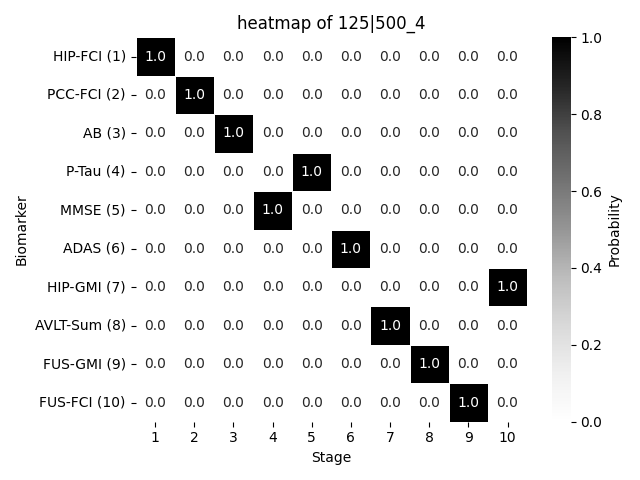 heatmap of 125|500_4
HIP-FCI (1) 1.0 0.0 0.0 0.0 0.0 0.0 0.0 0.0 0.0 0.0
PCC-FCI (2) 0.0 1.0 0.0 0.0 0.0 0.0 0.0 0.0 0.0 0.0
AB (3) 0.0 0.0 1.0 0.0 0.0 0.0 0.0 0.0 0.0 0.0
P-Tau (4) 0.0 0.0 0.0 0.0 1.0 0.0 0.0 0.0 0.0 0.0
MMSE (5) 0.0 0.0 0.0 1.0 0.0 0.0 0.0 0.0 0.0 0.0
ADAS (6) 0.0 0.0 0.0 0.0 0.0 1.0 0.0 0.0 0.0 0.0
HIP-GMI (7) 0.0 0.0 0.0 0.0 0.0 0.0 0.0 0.0 0.0 1.0
AVLT-Sum (8) 0.0 0.0 0.0 0.0 0.0 0.0 1.0 0.0 0.0 0.0
FUS-GMI (9) 0.0 0.0 0.0 0.0 0.0 0.0 0.0 1.0 0.0 0.0
FUS-FCI (10) 0.0 0.0 0.0 0.0 0.0 0.0 0.0 0.0 1.0 0.0
1 2 3 4 5 6 7 8 9 10
Stage
Biomarker
1.0
0.8
0.6
0.4
0.2
0.0
Probability